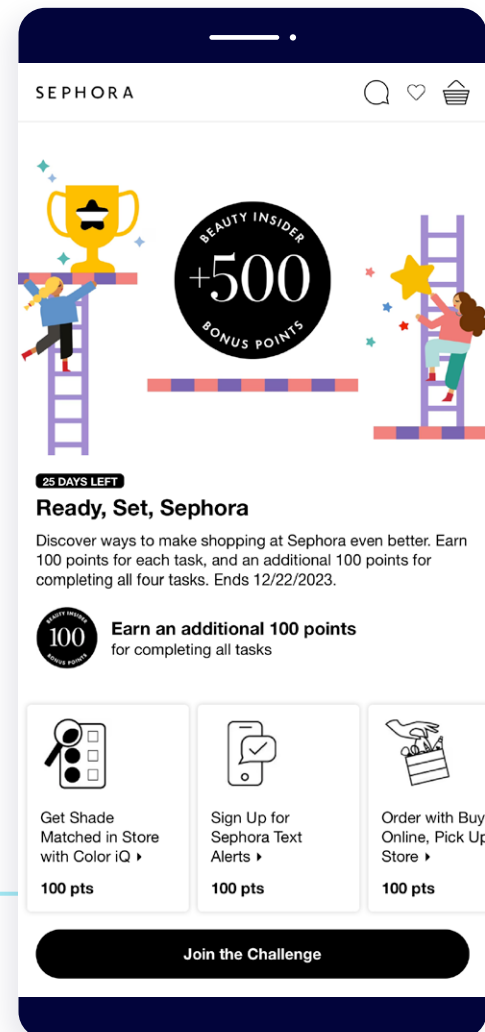 SEPHORA
BEAUTY INSIDER
+500
BONUS POINTS
25 DAYS LEFT
Ready, Set, Sephora
Discover ways to make shopping at Sephora even better. Earn
100 points for each task, and an additional 100 points for
completing all four tasks. Ends 12/22/2023.
BEAUTY INSIDER
100
BONUS POINTS
Earn an additional 100 points
for completing all tasks
Get Shade
Matched in Store
with Color iQ
100 pts
Sign Up for
Sephora Text
Alerts
100 pts
Order with Buy
Online, Pick Up
Store
100 pts
Join the Challenge